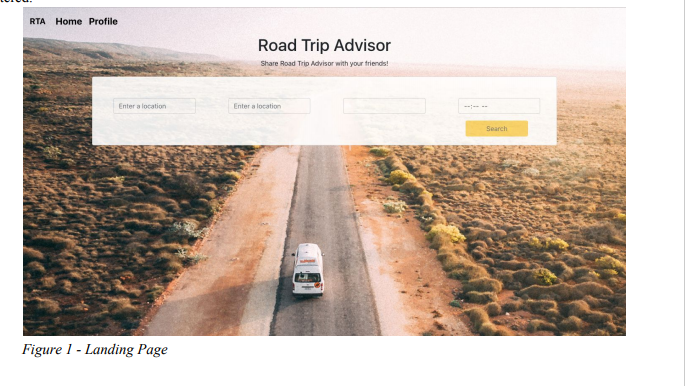 tered.
RTA Home Profile
Road Trip Advisor
Share Road Trip Advisor with your friends!
Enter a location Enter a location --:-- --
Search
Figure 1 - Landing Page